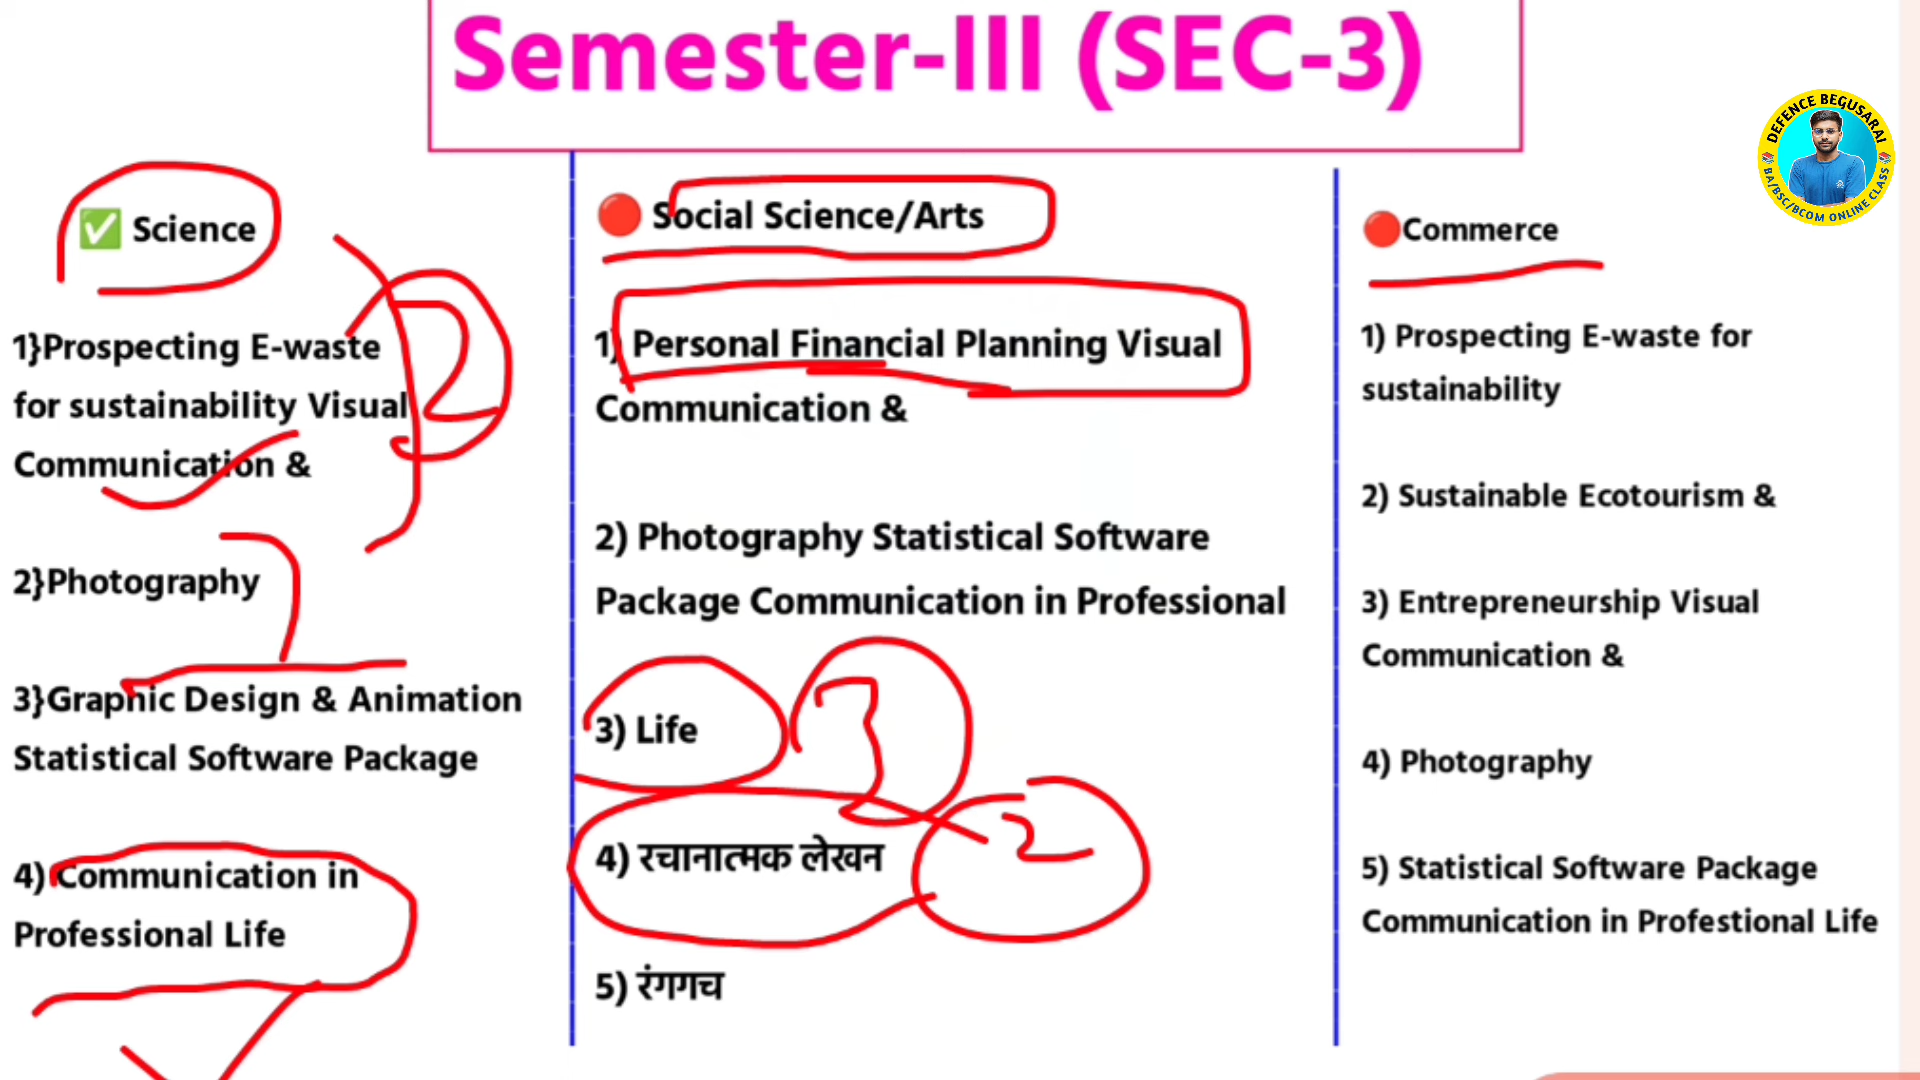 Semester-III (SEC-3)
DEFENCE BEGUSARAI
BA/BSC/BCOM ONLINE CLASS
✅ Science
1}Prospecting E-waste
for sustainability Visual
Communication &
2}Photography
3}Graphic Design & Animation
Statistical Software Package
4) Communication in
Professional Life
2
🔴 Social Science/Arts
1) Personal Financial Planning Visual
Communication &
2) Photography Statistical Software
Package Communication in Professional
3) Life
4) रचानात्मक लेखन
2
5) रंगगच
🔴Commerce
1) Prospecting E-waste for
sustainability
2) Sustainable Ecotourism &
3) Entrepreneurship Visual
Communication &
4) Photography
5) Statistical Software Package
Communication in Profestional Life